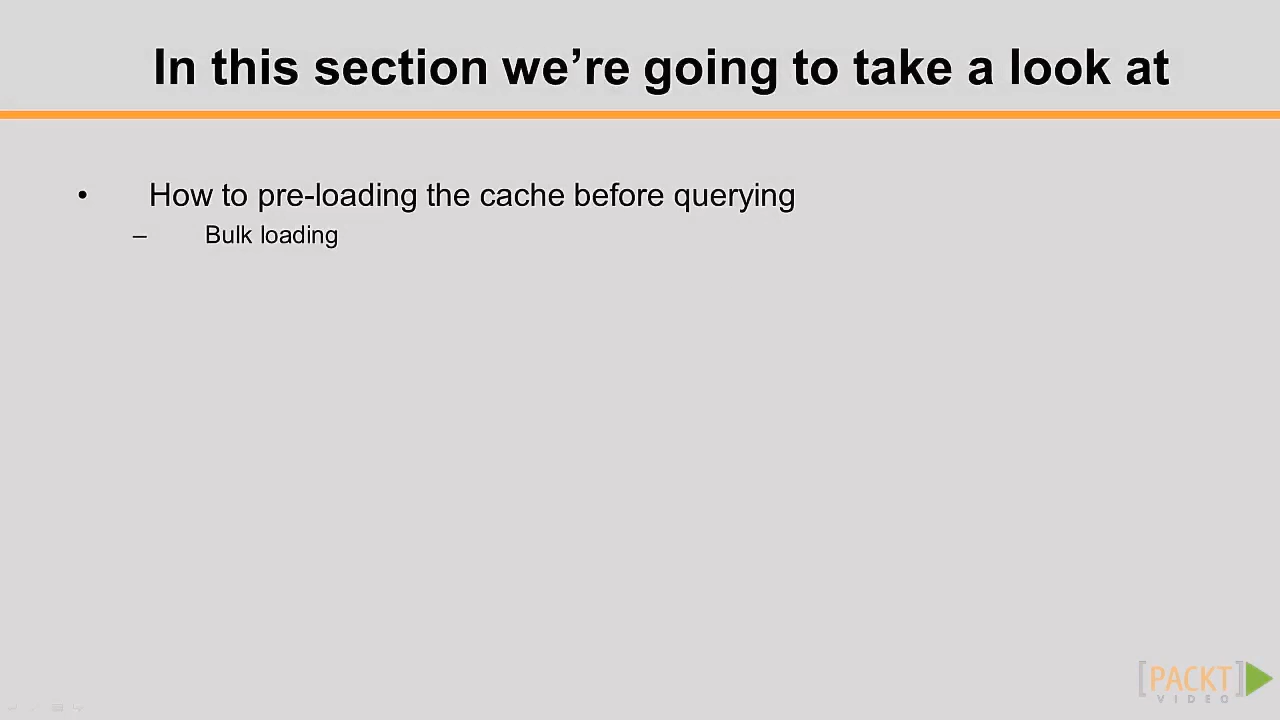 In this section we’re going to take a look at
• How to pre-loading the cache before querying
– Bulk loading
[PACKT]
VIDEO